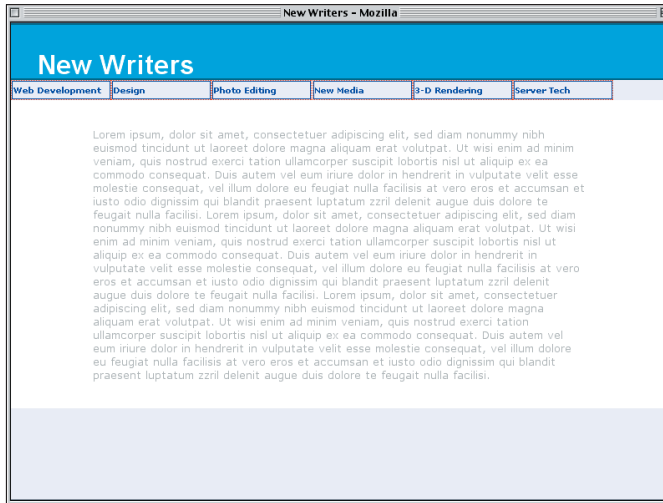 New Writers – Mozilla
New Writers
Web Development Design Photo Editing New Media 3-D Rendering Server Tech
Lorem ipsum, dolor sit amet, consectetuer adipiscing elit, sed diam nonummy nibh
euismod tincidunt ut laoreet dolore magna aliquam erat volutpat. Ut wisi enim ad minim
veniam, quis nostrud exerci tation ullamcorper suscipit lobortis nisl ut aliquip ex ea
commodo consequat. Duis autem vel eum iriure dolor in hendrerit in vulputate velit esse
molestie consequat, vel illum dolore eu feugiat nulla facilisis at vero eros et accumsan et
iusto odio dignissim qui blandit praesent luptatum zzril delenit augue duis dolore te
feugait nulla facilisi. Lorem ipsum, dolor sit amet, consectetuer adipiscing elit, sed diam
nonummy nibh euismod tincidunt ut laoreet dolore magna aliquam erat volutpat. Ut wisi
enim ad minim veniam, quis nostrud exerci tation ullamcorper suscipit lobortis nisl ut
aliquip ex ea commodo consequat. Duis autem vel eum iriure dolor in hendrerit in
vulputate velit esse molestie consequat, vel illum dolore eu feugiat nulla facilisis at vero
eros et accumsan et iusto odio dignissim qui blandit praesent luptatum zzril delenit
augue duis dolore te feugait nulla facilisi. Lorem ipsum, dolor sit amet, consectetuer
adipiscing elit, sed diam nonummy nibh euismod tincidunt ut laoreet dolore magna
aliquam erat volutpat. Ut wisi enim ad minim veniam, quis nostrud exerci tation
ullamcorper suscipit lobortis nisl ut aliquip ex ea commodo consequat. Duis autem vel
eum iriure dolor in hendrerit in vulputate velit esse molestie consequat, vel illum dolore
eu feugiat nulla facilisis at vero eros et accumsan et iusto odio dignissim qui blandit
praesent luptatum zzril delenit augue duis dolore te feugait nulla facilisi.